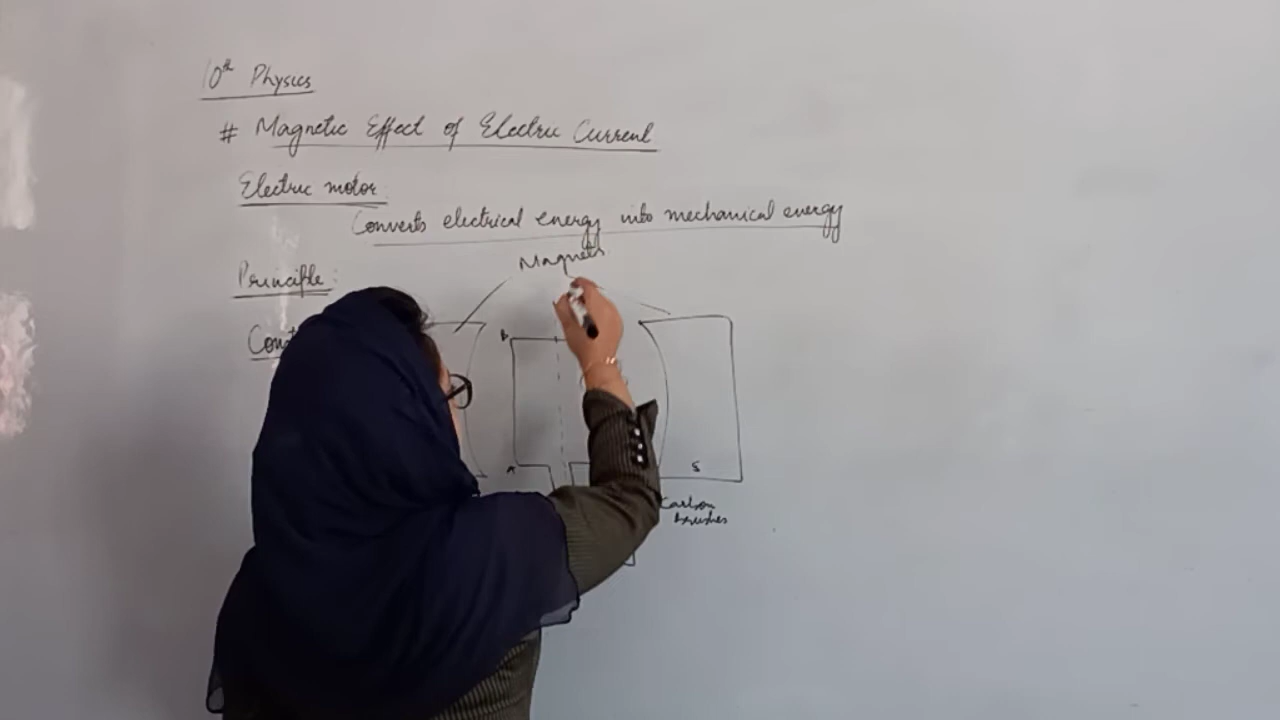 10th Physics
# Magnetic Effect of Electric Current
Electric motor:
Converts electrical energy into mechanical energy
Principle:
Magnets
B
A
S
Carbon
brushes